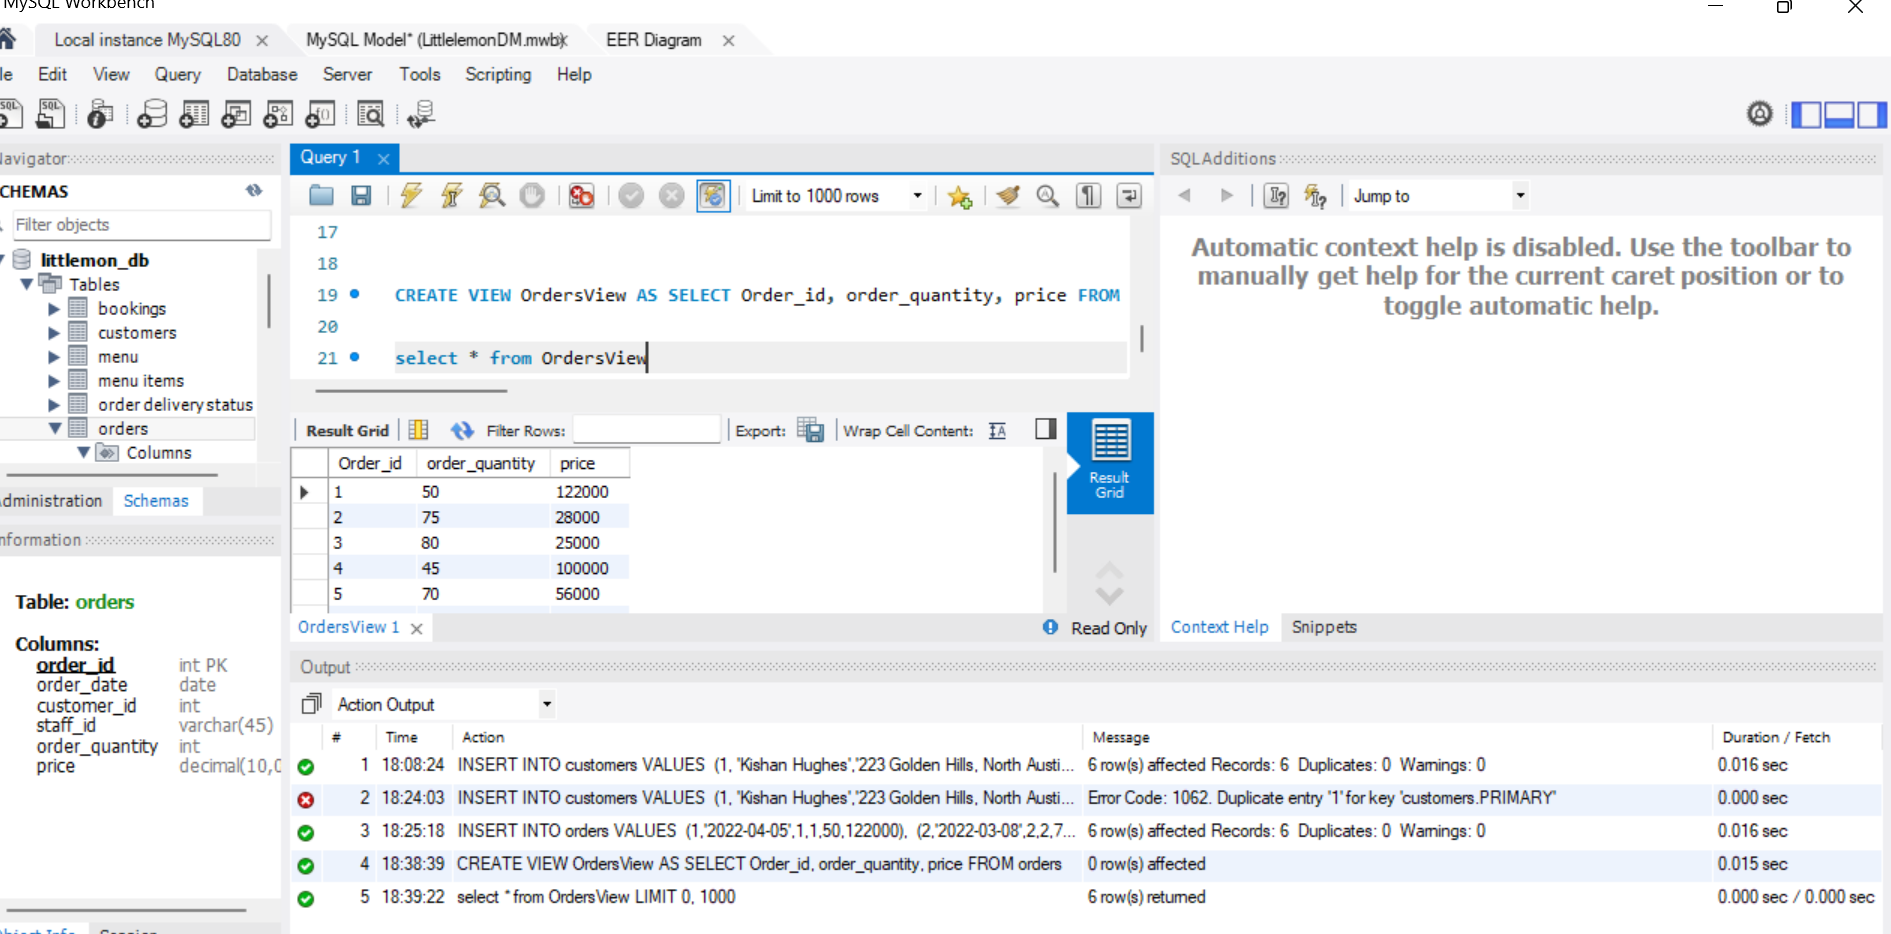 MySQL Workbench
Local instance MySQL80
MySQL Model* (LittlelemonDM.mwb)
EER Diagram
Edit View Query Database Server Tools Scripting Help
Navigator
SCHEMAS
Filter objects
littlemon_db
Tables
bookings
customers
menu
menu items
order delivery status
orders
Columns
Administration Schemas
Information
Table: orders
Columns:
order_id int PK
order_date date
customer_id int
staff_id varchar(45)
order_quantity int
price decimal(10,0
Query 1
Limit to 1000 rows
17
18
19 CREATE VIEW OrdersView AS SELECT Order_id, order_quantity, price FROM
20
21 select * from OrdersView
Result Grid Filter Rows: Export: Wrap Cell Content:
Order_id order_quantity price
1 50 122000
2 75 28000
3 80 25000
4 45 100000
5 70 56000
Result Grid
OrdersView 1
Read Only
SQLAdditions
Jump to
Automatic context help is disabled. Use the toolbar to
manually get help for the current caret position or to
toggle automatic help.
Context Help Snippets
Output
Action Output
# Time Action Message Duration / Fetch
1 18:08:24 INSERT INTO customers VALUES (1, 'Kishan Hughes','223 Golden Hills, North Austi... 6 row(s) affected Records: 6 Duplicates: 0 Warnings: 0 0.016 sec
2 18:24:03 INSERT INTO customers VALUES (1, 'Kishan Hughes','223 Golden Hills, North Austi... Error Code: 1062. Duplicate entry '1' for key 'customers.PRIMARY' 0.000 sec
3 18:25:18 INSERT INTO orders VALUES (1,'2022-04-05',1,1,50,122000), (2,'2022-03-08',2,2,7... 6 row(s) affected Records: 6 Duplicates: 0 Warnings: 0 0.016 sec
4 18:38:39 CREATE VIEW OrdersView AS SELECT Order_id, order_quantity, price FROM orders 0 row(s) affected 0.015 sec
5 18:39:22 select * from OrdersView LIMIT 0, 1000 6 row(s) returned 0.000 sec / 0.000 sec
Object Info Session